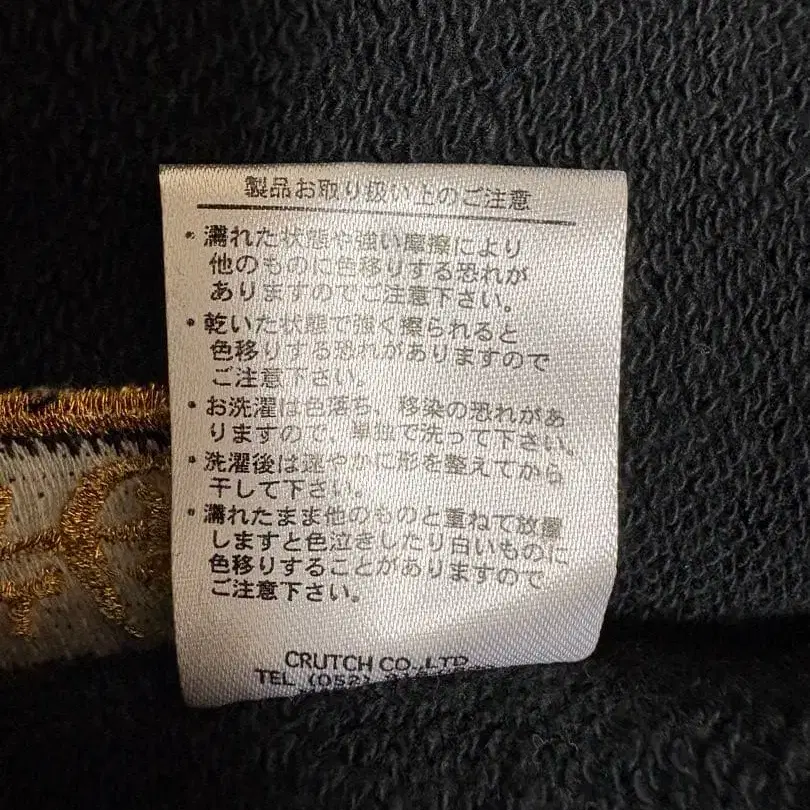 製品お取り扱い上のご注意
・濡れた状態や強い摩擦により
他のものに色移りする恐れが
ありますのでご注意下さい。
・乾いた状態で強く擦られると
色移りする恐れがありますので
ご注意下さい。
・お洗濯は色落ち、移染の恐れがあ
りますので、単独で洗って下さい。
・洗濯後は速やかに形を整えてから
干して下さい。
・濡れたまま他のものと重ねて放置
しますと色泣きしたり白いものに
色移りすることがありますので
ご注意下さい。
CRUTCH CO.,LTD
TEL (052)